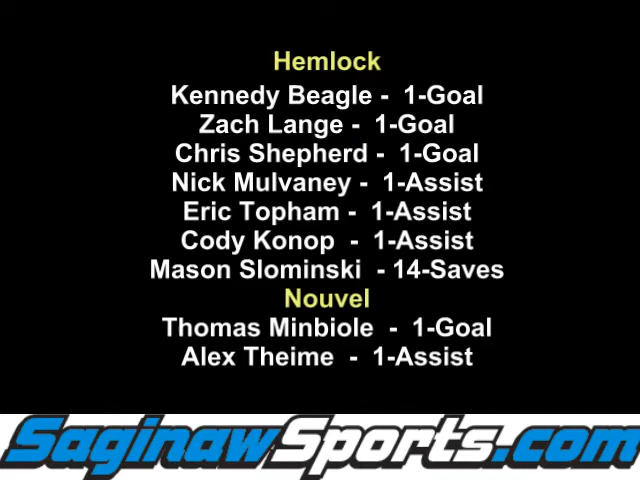 Hemlock
Kennedy Beagle - 1-Goal
Zach Lange - 1-Goal
Chris Shepherd - 1-Goal
Nick Mulvaney - 1-Assist
Eric Topham - 1-Assist
Cody Konop - 1-Assist
Mason Slominski - 14-Saves
Nouvel
Thomas Minbiole - 1-Goal
Alex Theime - 1-Assist
SaginawSports.com